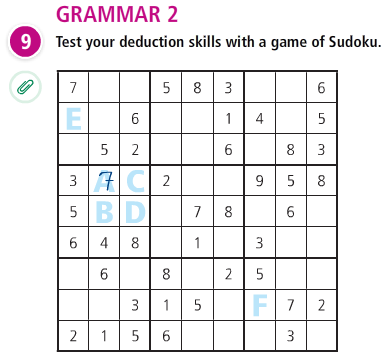 GRAMMAR 2
9 Test your deduction skills with a game of Sudoku.
7 5 8 3 6
E 6 1 4 5
5 2 6 8 3
3 A 7 C 2 9 5 8
5 B D 7 8 6
6 4 8 1 3
6 8 2 5
3 1 5 F 7 2
2 1 5 6 3